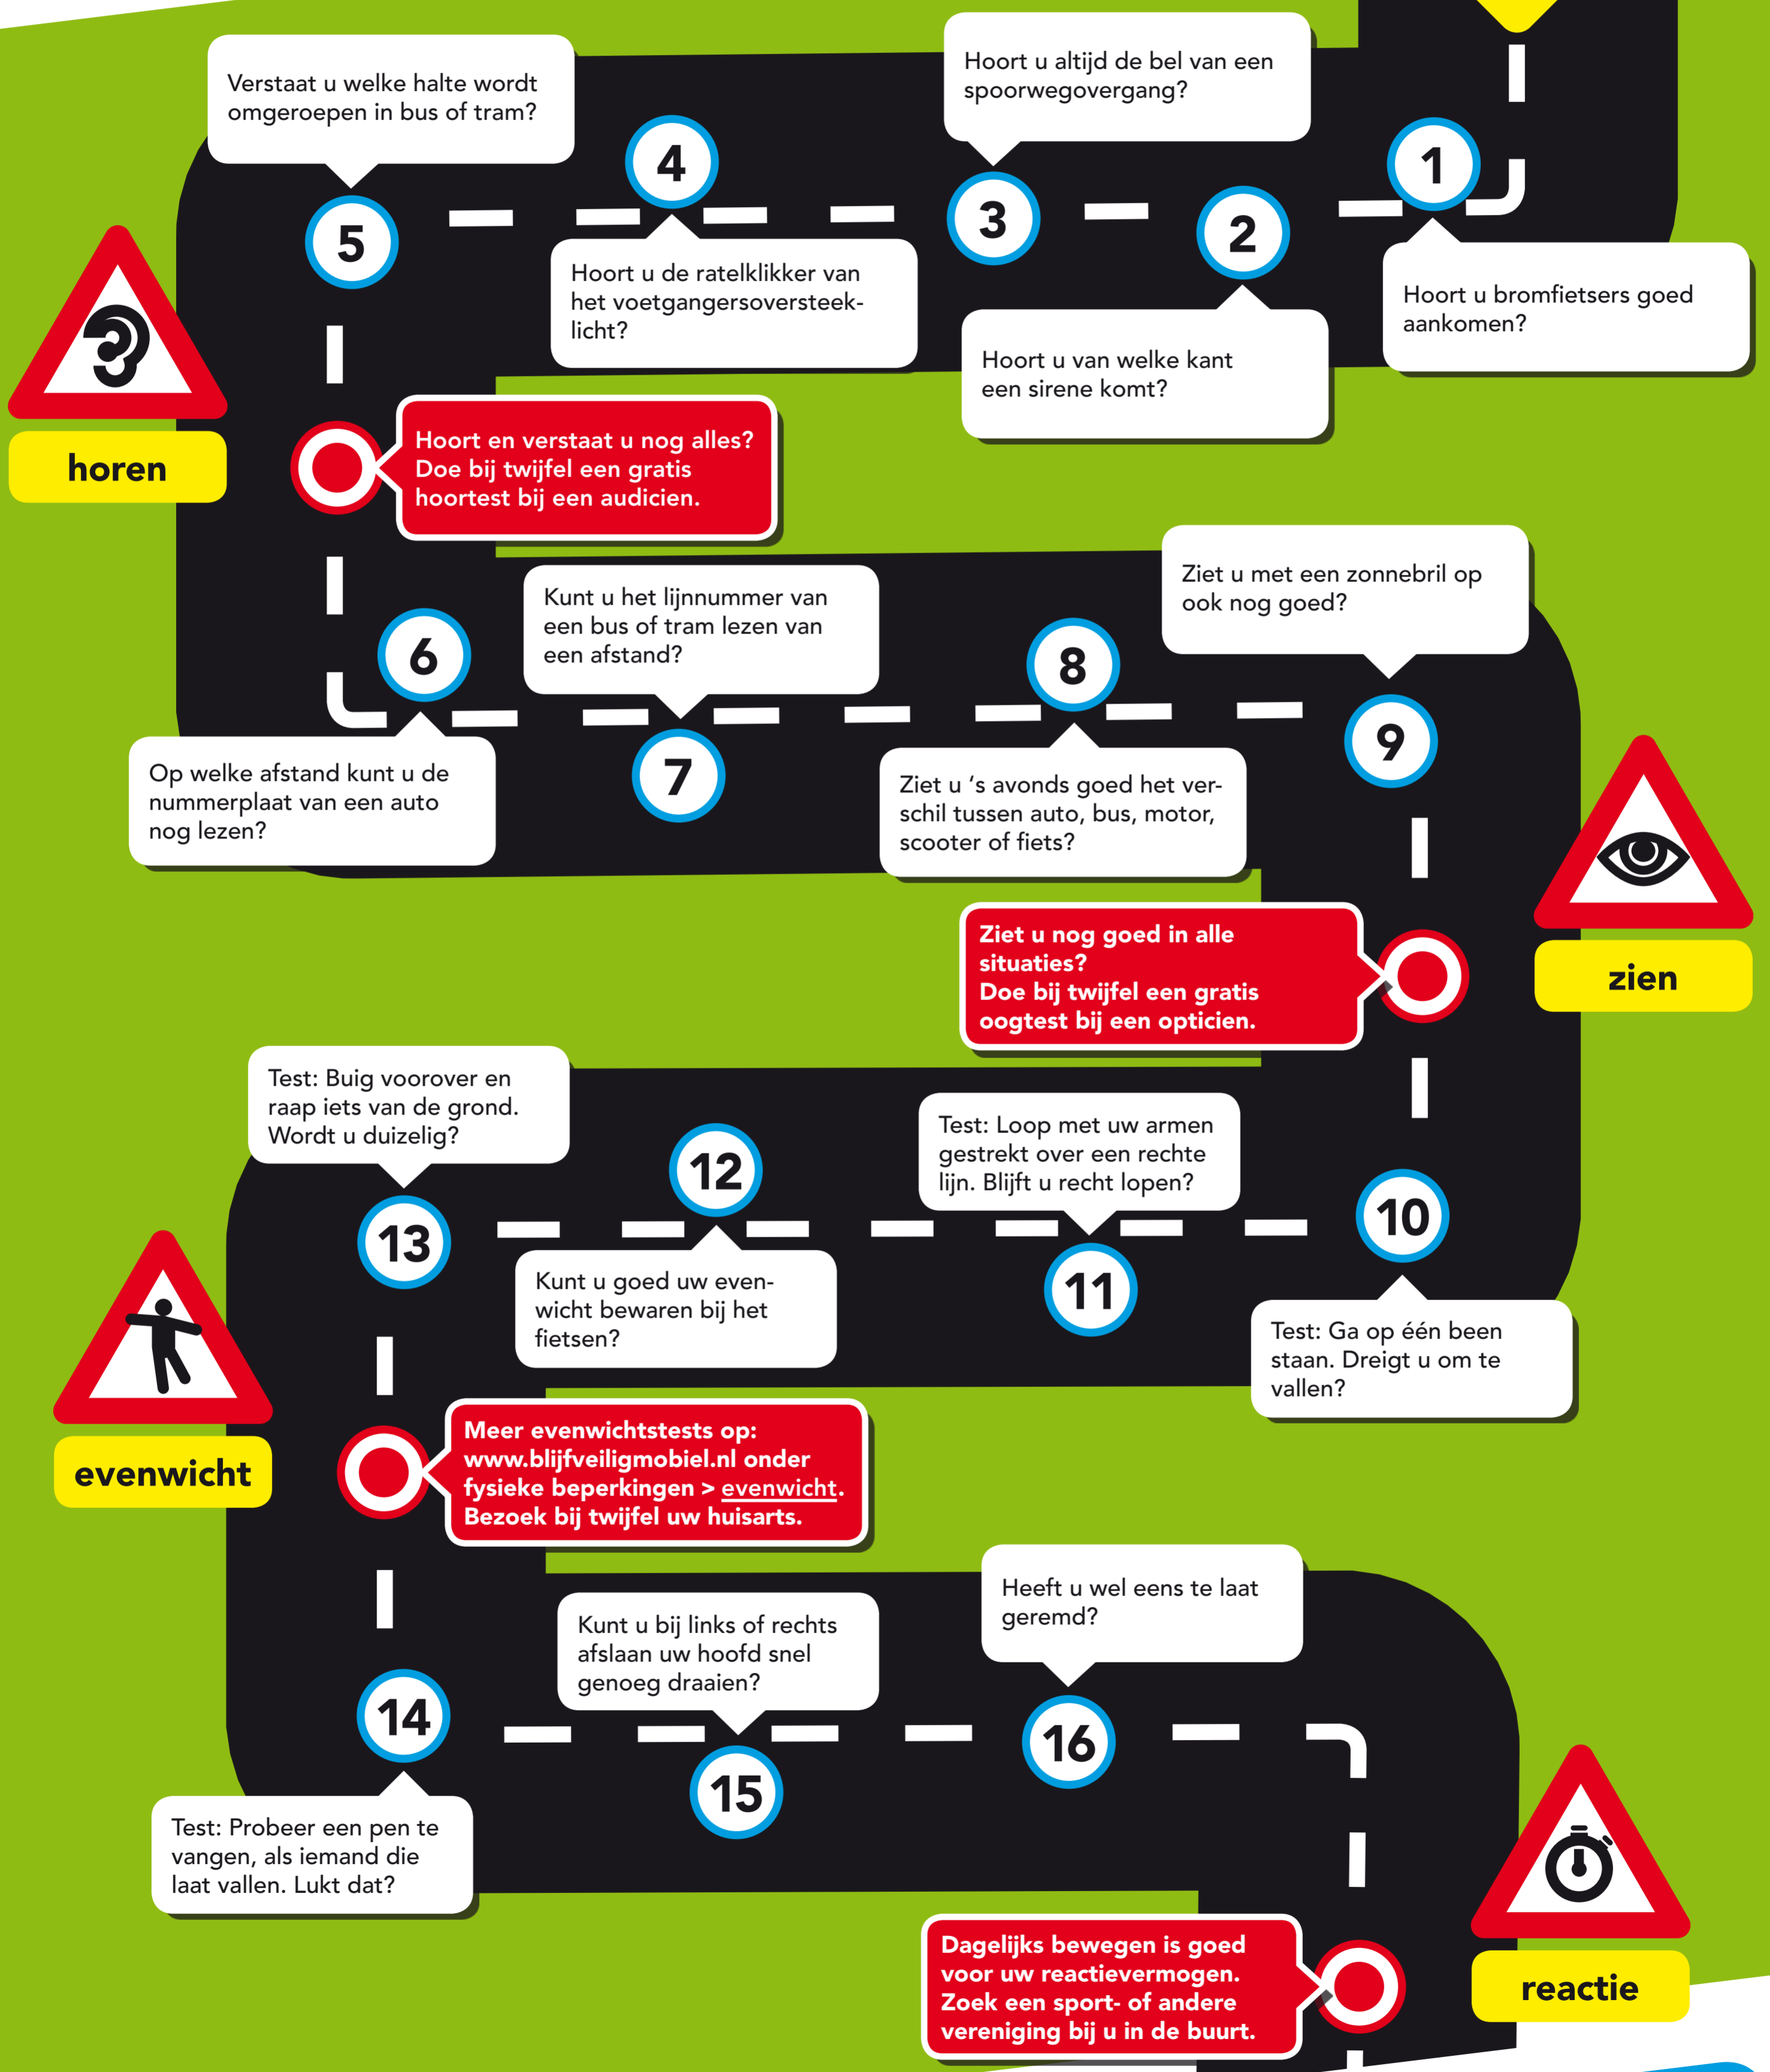 1
Hoort u bromfietsers goed
aankomen?
2
Hoort u van welke kant
een sirene komt?
Hoort u altijd de bel van een
spoorwegovergang?
3
4
Hoort u de ratelklikker van
het voetgangersoversteek-
licht?
Verstaat u welke halte wordt
omgeroepen in bus of tram?
5
horen
Hoort en verstaat u nog alles?
Doe bij twijfel een gratis
hoortest bij een audicien.
6
Op welke afstand kunt u de
nummerplaat van een auto
nog lezen?
Kunt u het lijnnummer van
een bus of tram lezen van
een afstand?
7
8
Ziet u ‘s avonds goed het ver-
schil tussen auto, bus, motor,
scooter of fiets?
Ziet u met een zonnebril op
ook nog goed?
9
zien
Ziet u nog goed in alle
situaties?
Doe bij twijfel een gratis
oogtest bij een opticien.
10
Test: Ga op één been
staan. Dreigt u om te
vallen?
Test: Loop met uw armen
gestrekt over een rechte
lijn. Blijft u recht lopen?
11
12
Kunt u goed uw even-
wicht bewaren bij het
fietsen?
Test: Buig voorover en
raap iets van de grond.
Wordt u duizelig?
13
evenwicht
Meer evenwichtstests op:
www.blijfveiligmobiel.nl onder
fysieke beperkingen > evenwicht.
Bezoek bij twijfel uw huisarts.
14
Test: Probeer een pen te
vangen, als iemand die
laat vallen. Lukt dat?
Kunt u bij links of rechts
afslaan uw hoofd snel
genoeg draaien?
15
Heeft u wel eens te laat
geremd?
16
reactie
Dagelijks bewegen is goed
voor uw reactievermogen.
Zoek een sport- of andere
vereniging bij u in de buurt.